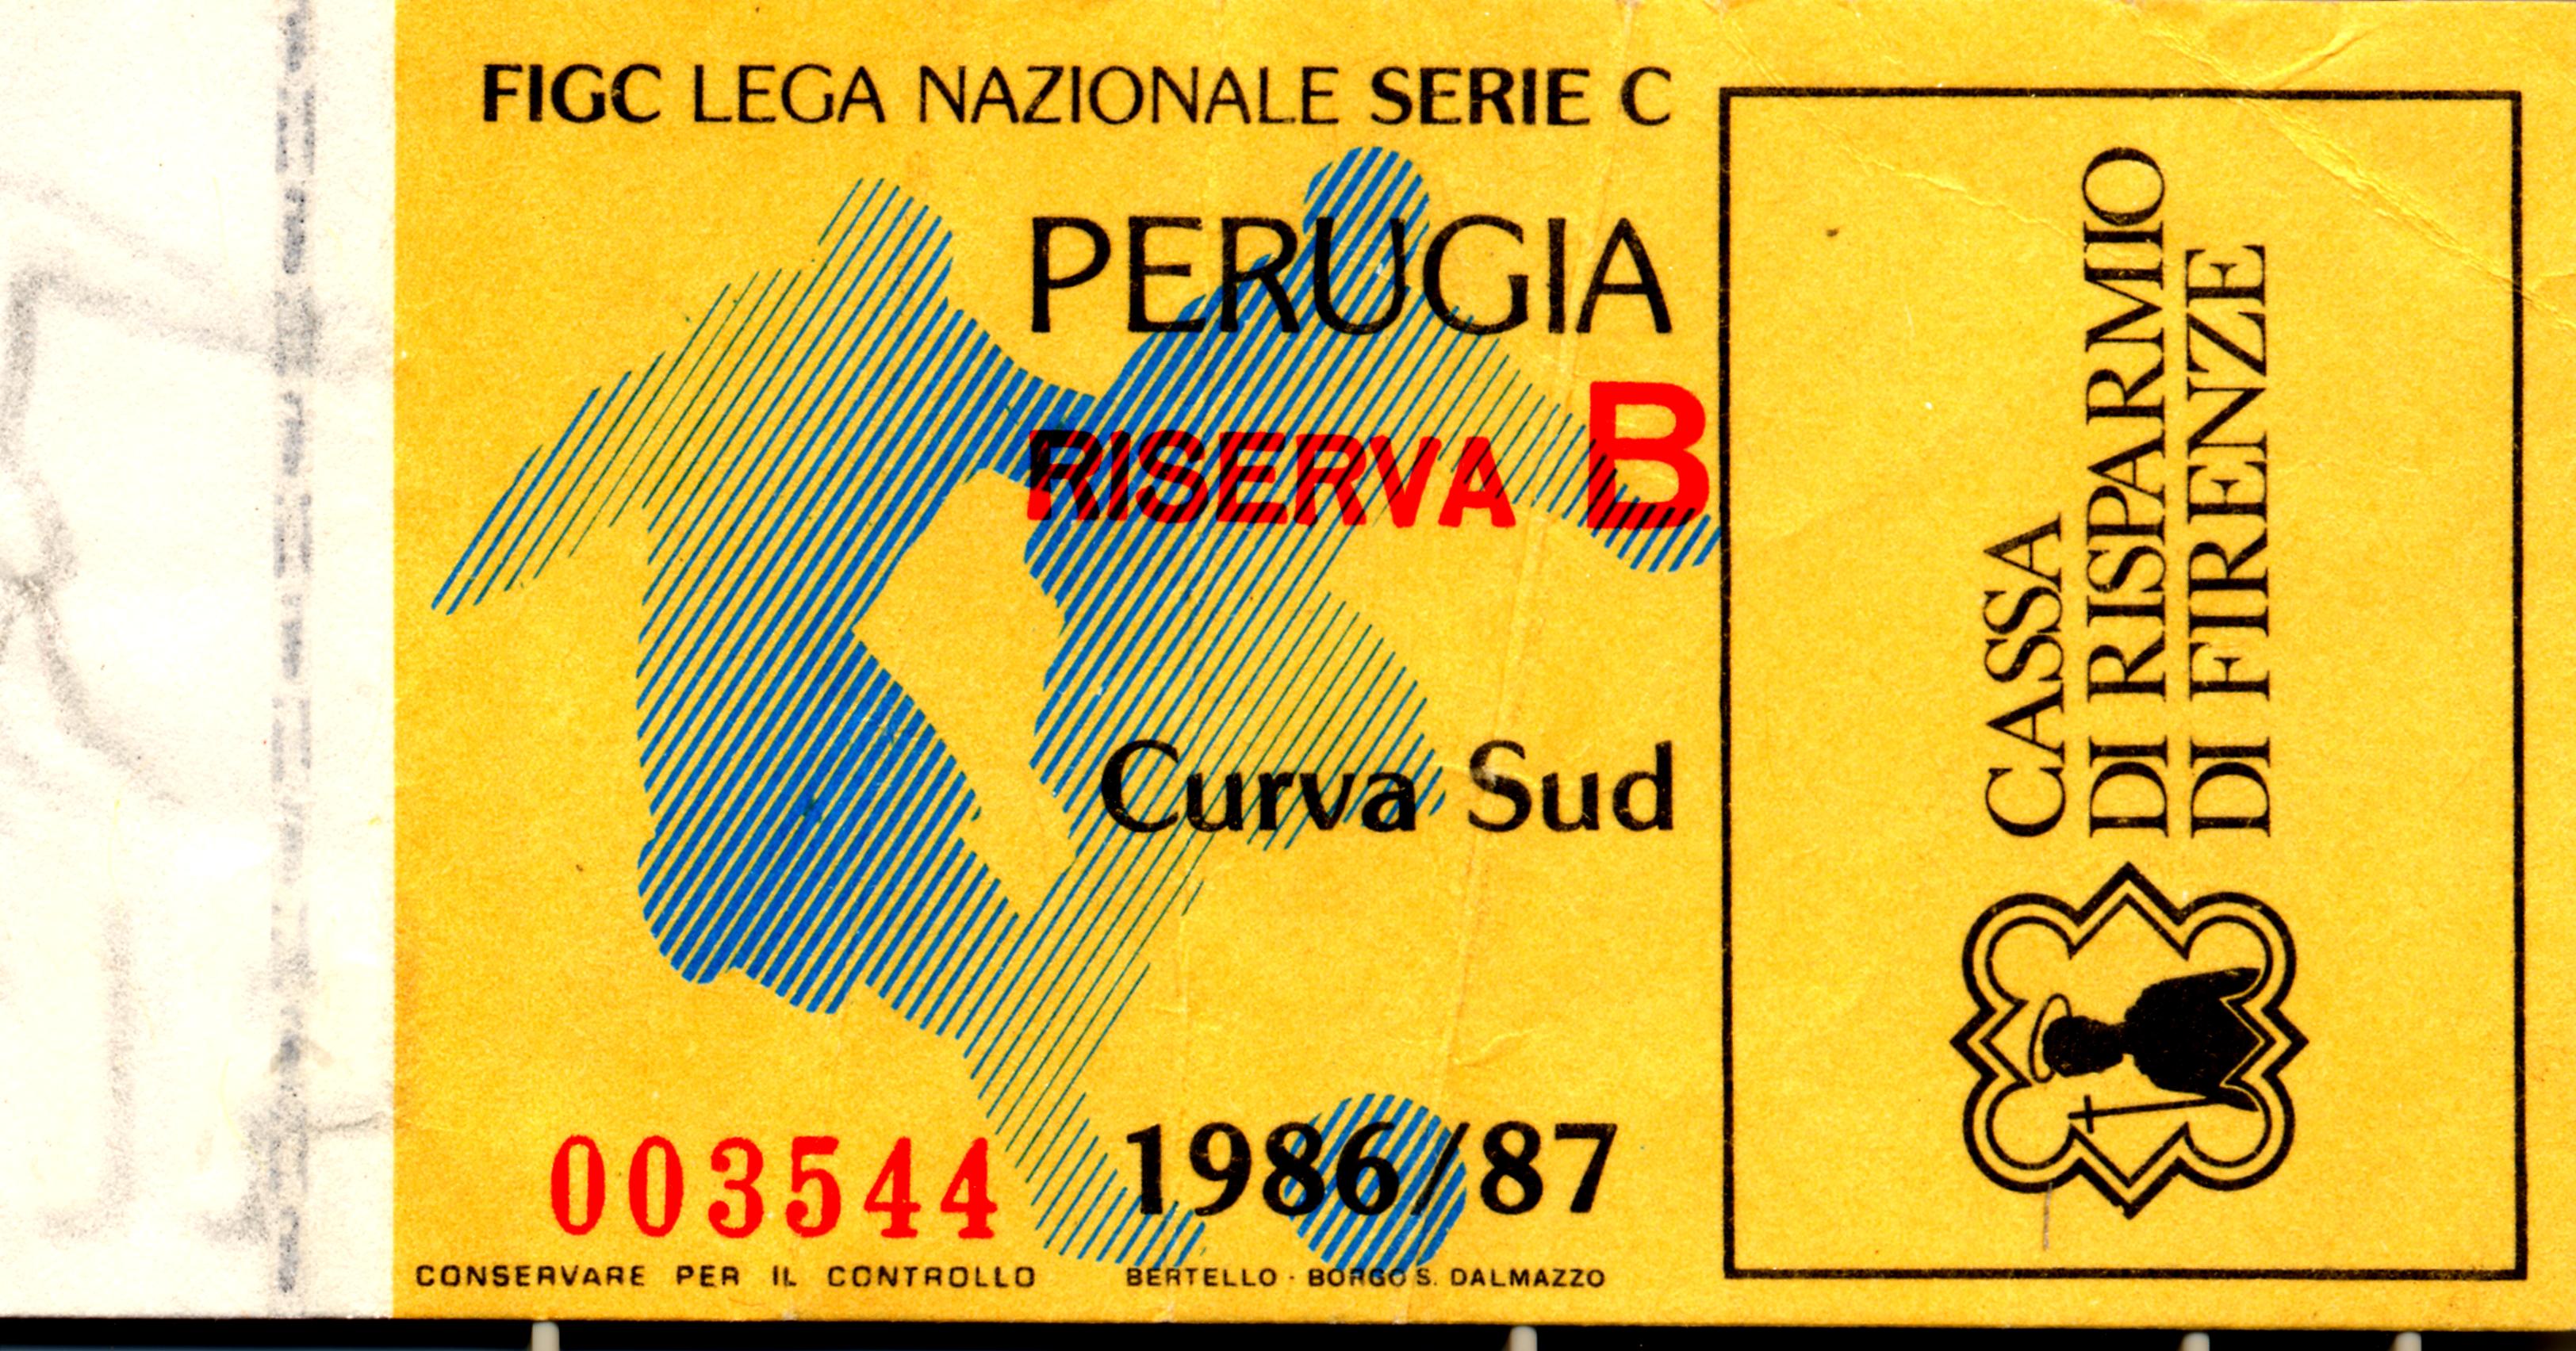 FIGC LEGA NAZIONALE SERIE C
PERUGIA
RISERVA B
Curva Sud
003544
1986/87
CONSERVARE PER IL CONTROLLO
BERTELLO - BORGO S. DALMAZZO
CASSA
DI RISPARMIO
DI FIRENZE